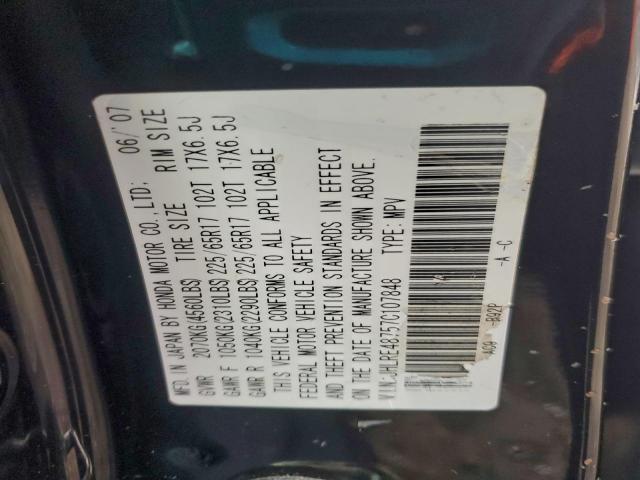 MFD. IN JAPAN BY HONDA MOTOR CO., LTD. 06/'07
GVWR 2070KG(4560LBS) TIRE SIZE RIM SIZE
GAWR F 1050KG(2310LBS) 225/65R17 102T 17X6.5J
GAWR R 1040KG(2290LBS) 225/65R17 102T 17X6.5J
THIS VEHICLE CONFORMS TO ALL APPLICABLE
FEDERAL MOTOR VEHICLE SAFETY
AND THEFT PREVENTION STANDARDS IN EFFECT
ON THE DATE OF MANUFACTURE SHOWN ABOVE.
V.I.N:JHLRE48757C107848 TYPE: MPV
-B92P -A -C